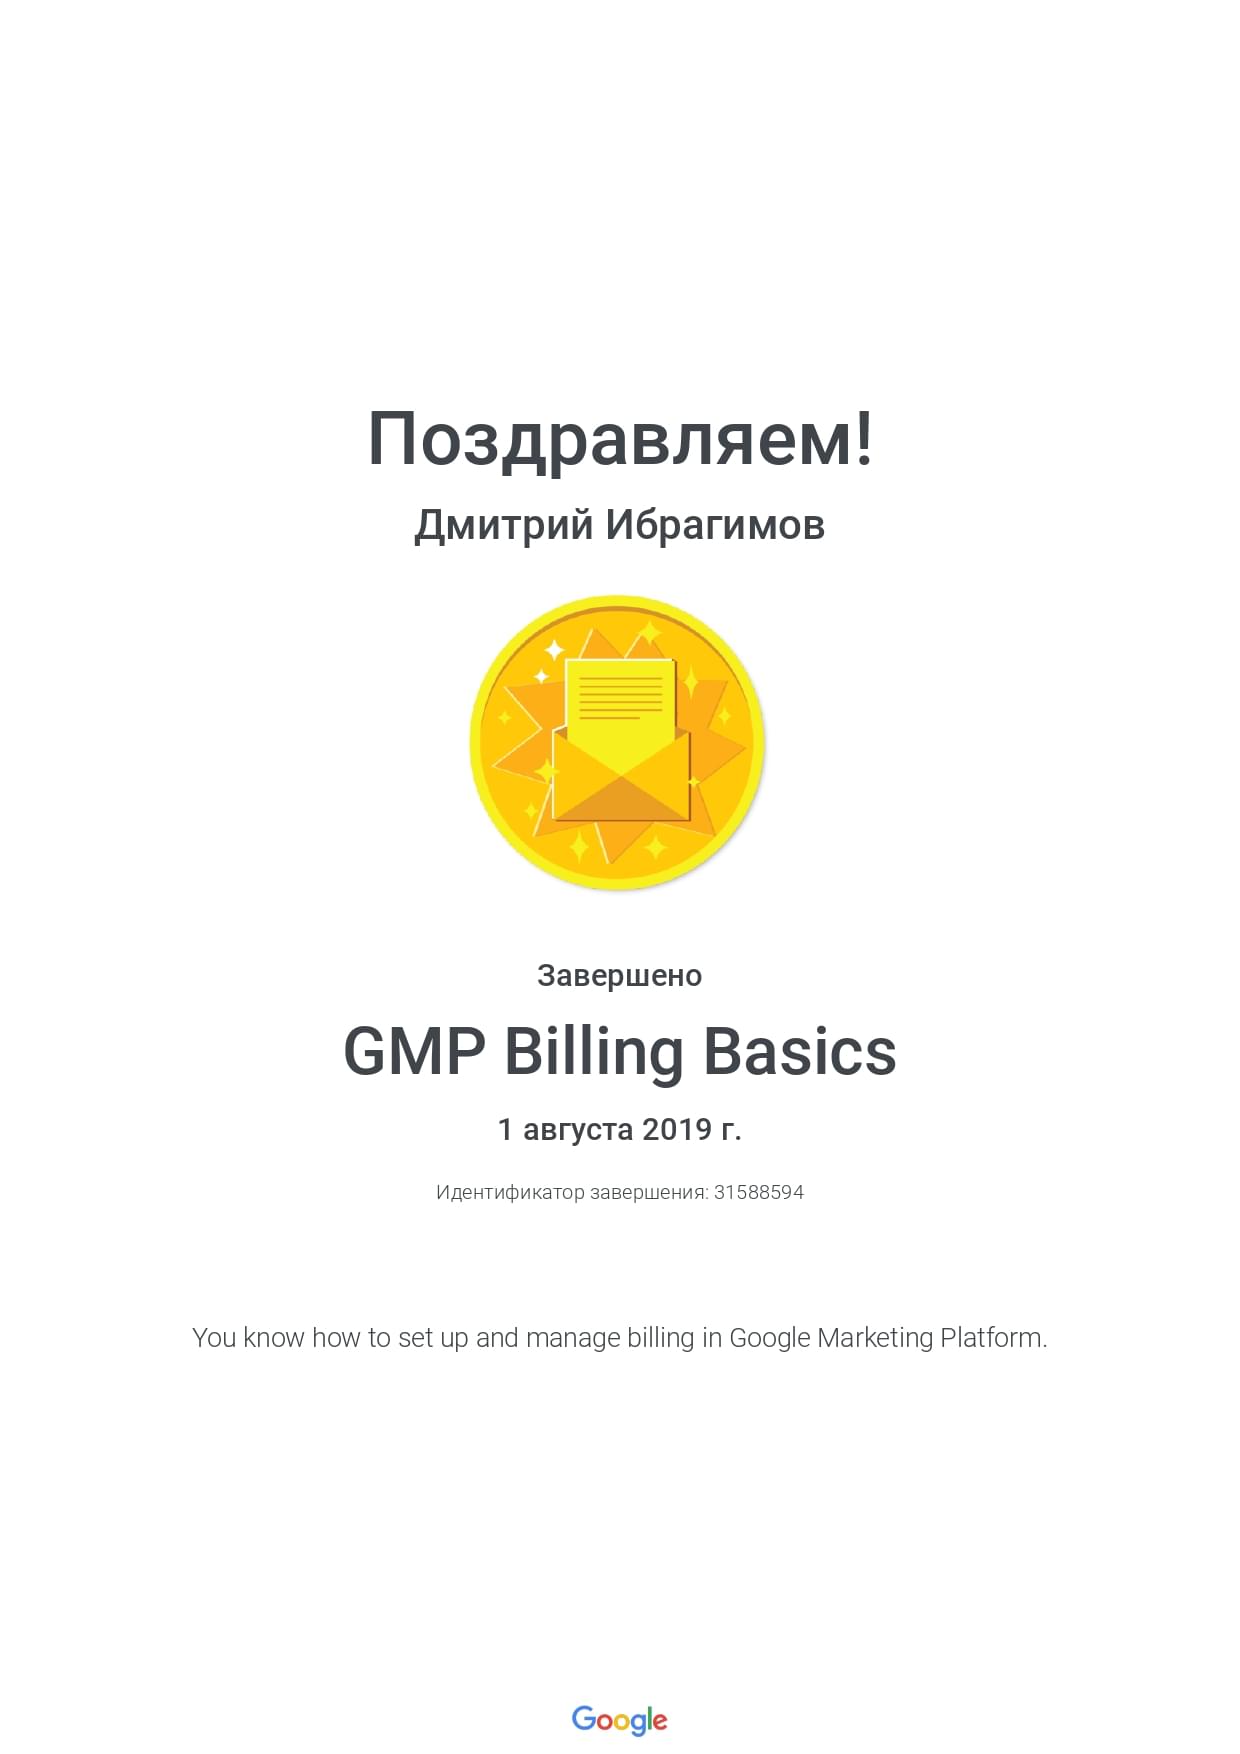 Поздравляем!
Дмитрий Ибрагимов
Завершено
GMP Billing Basics
1 августа 2019 г.
Идентификатор завершения: 31588594
You know how to set up and manage billing in Google Marketing Platform.
Google